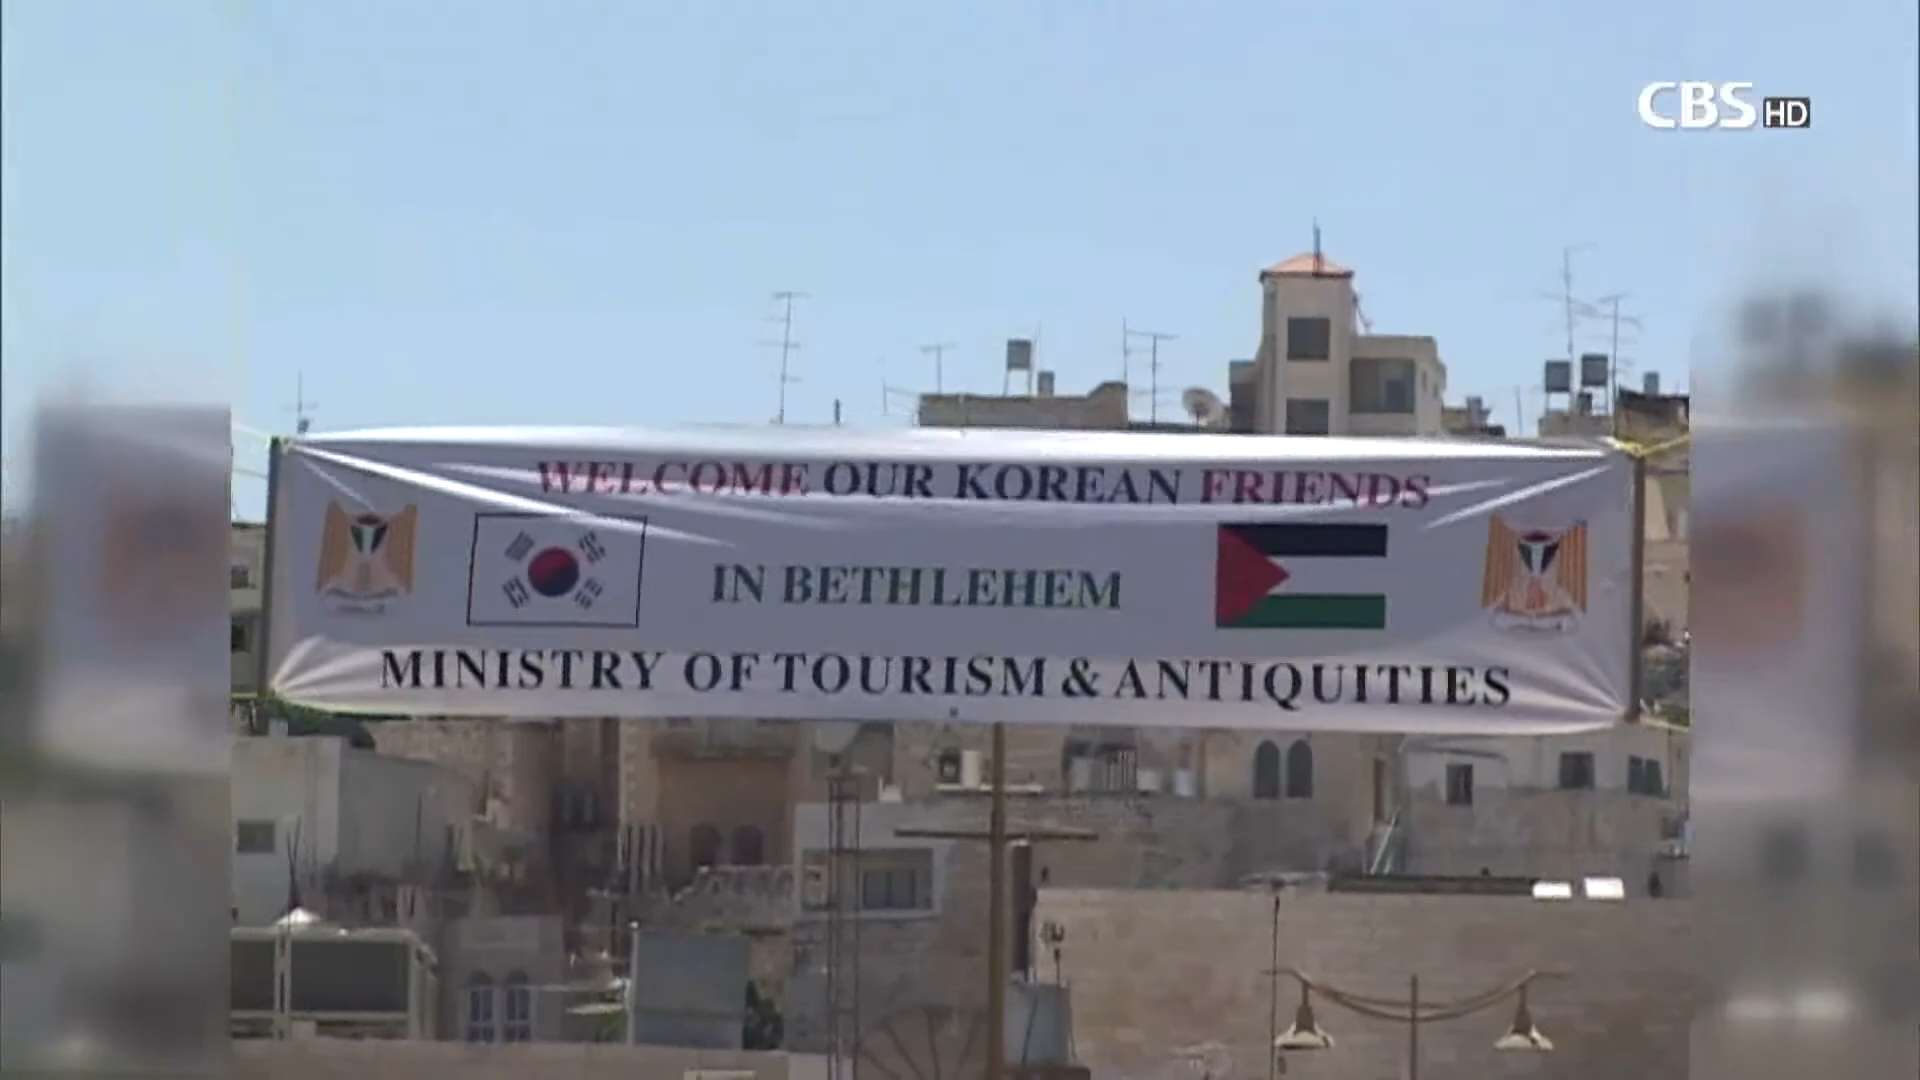 CBS HD
WELCOME OUR KOREAN FRIENDS
IN BETHLEHEM
MINISTRY OF TOURISM & ANTIQUITIES